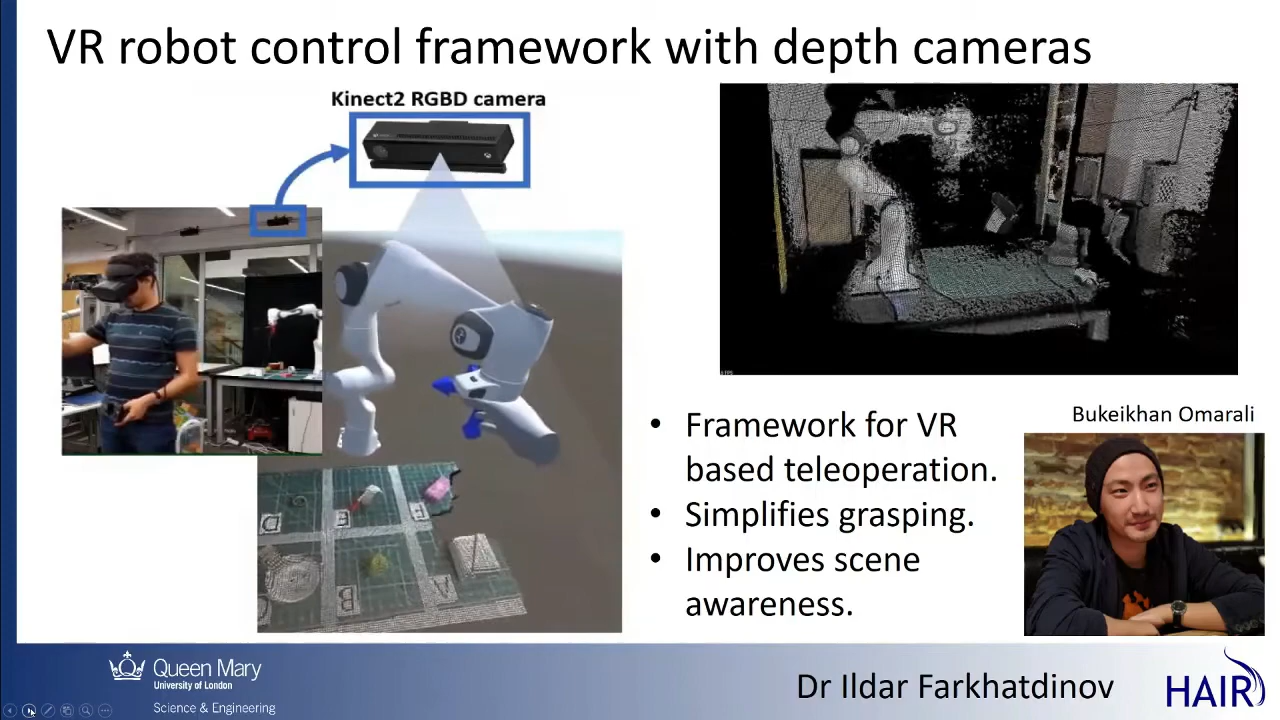 VR robot control framework with depth cameras
Kinect2 RGBD camera
• Framework for VR
based teleoperation.
• Simplifies grasping.
• Improves scene
awareness.
Bukeikhan Omarali
D
E
F
A
B
Queen Mary
University of London
Science & Engineering
Dr Ildar Farkhatdinov
HAIR